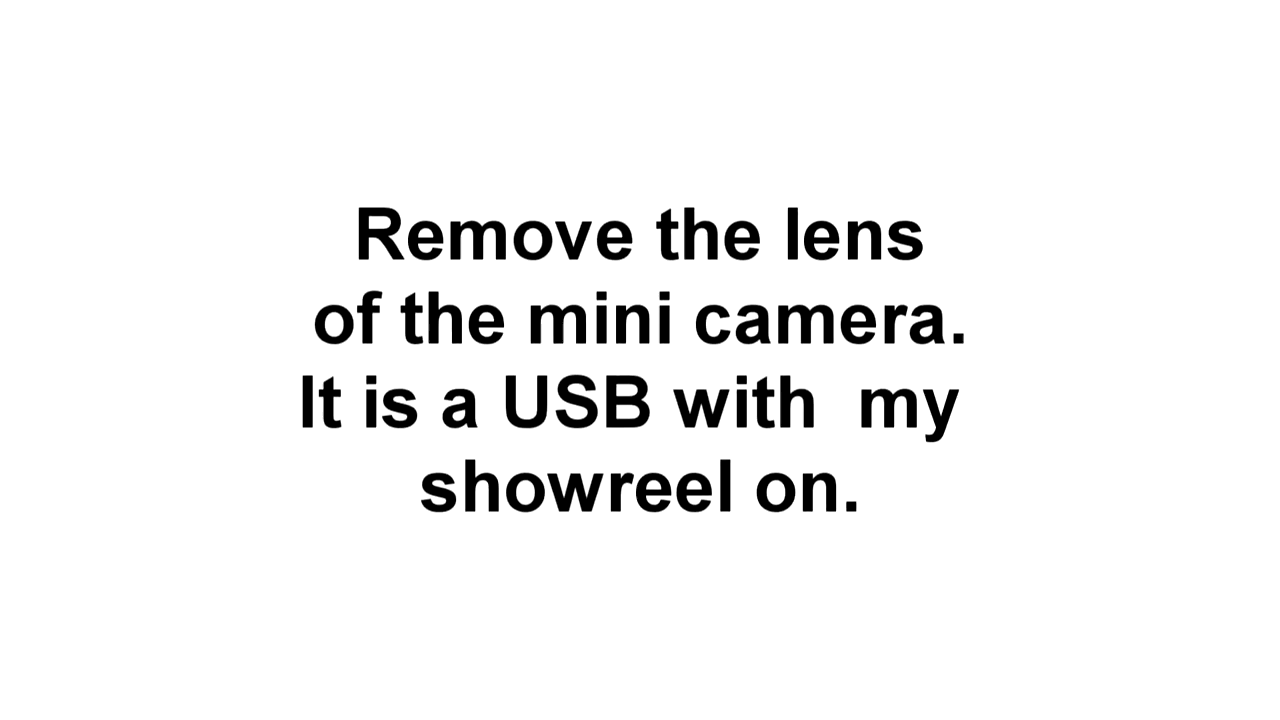 Remove the lens
of the mini camera.
It is a USB with  my
showreel on.